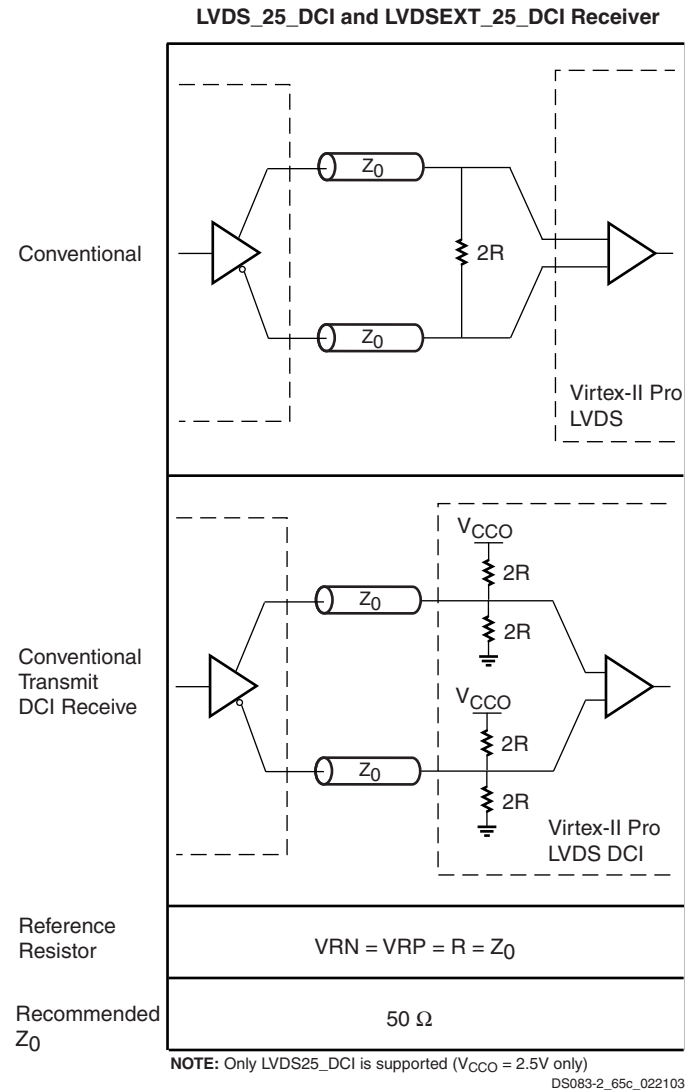 LVDS_25_DCI and LVDSEXT_25_DCI Receiver
Conventional
Z0
2R
Z0
Virtex-II Pro
LVDS
Conventional
Transmit
DCI Receive
VCCO
2R
Z0
2R
VCCO
2R
Z0
2R
Virtex-II Pro
LVDS DCI
Reference
Resistor
VRN = VRP = R = Z0
Recommended
Z0
50 Ω
NOTE: Only LVDS25_DCI is supported (VCCO = 2.5V only)
DS083-2_65c_022103